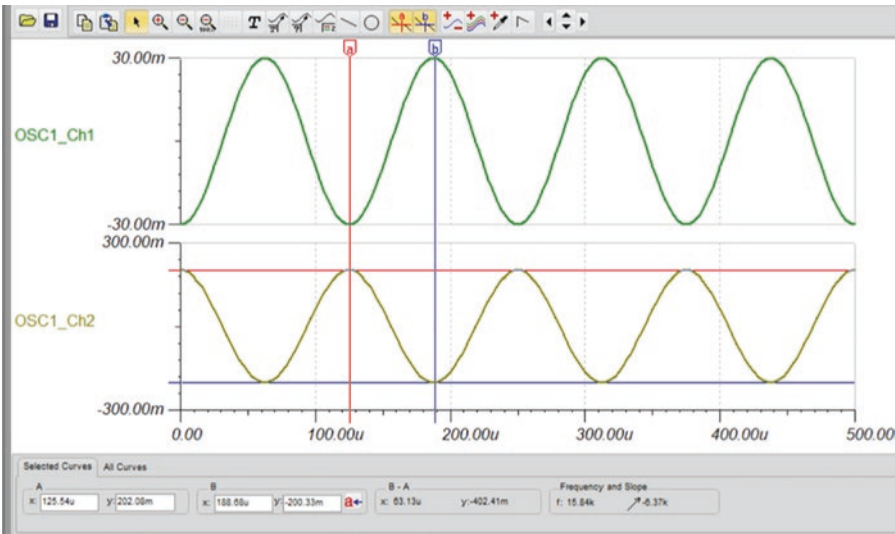 T
a b
30.00m
OSC1_Ch1
-30.00m
300.00m
OSC1_Ch2
-300.00m
0.00 100.00u 200.00u 300.00u 400.00u 500.00
Selected Curves All Curves
A B B - A Frequency and Slope
x: 125.54u y: 202.08m x: 188.68u y: -200.33m a x: 63.13u y:-402.41m f: 15.84k -6.37k